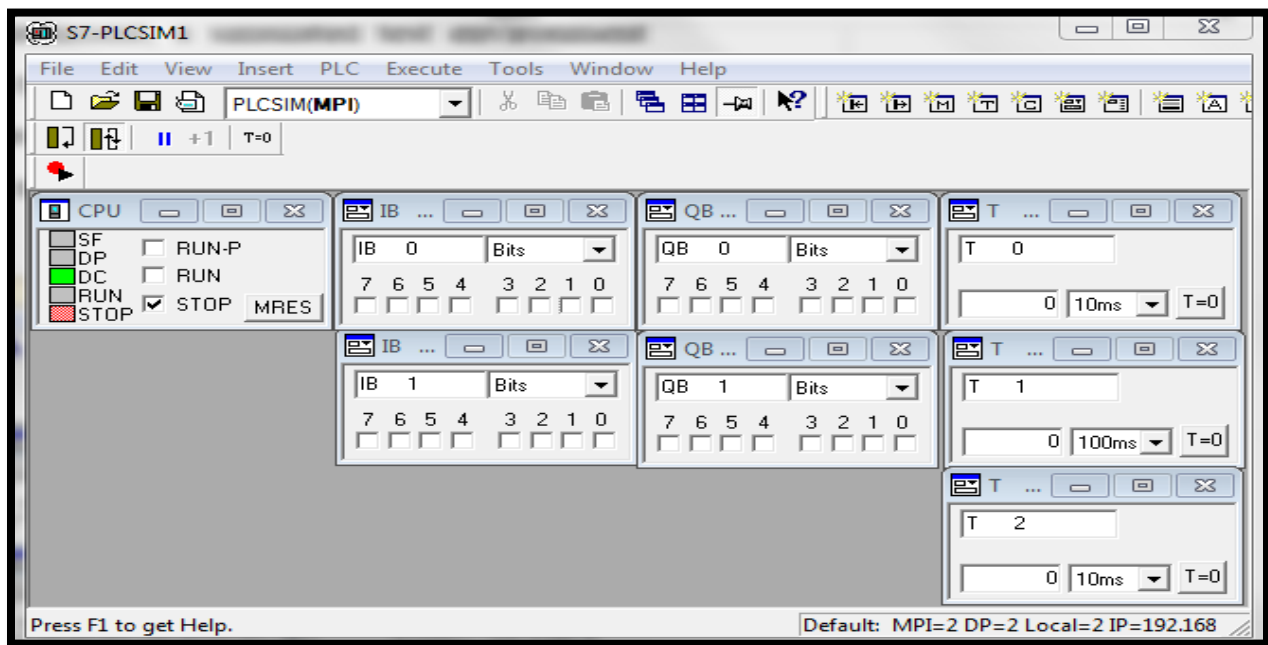 S7-PLCSIM1
File Edit View Insert PLC Execute Tools Window Help
PLCSIM(MPI)
+1 T=0
CPU
SF
DP
DC
RUN
STOP
RUN-P
RUN
STOP
MRES
IB ...
IB 0 Bits
7 6 5 4 3 2 1 0
QB ...
QB 0 Bits
7 6 5 4 3 2 1 0
T ...
T 0
0 10ms T=0
IB ...
IB 1 Bits
7 6 5 4 3 2 1 0
QB ...
QB 1 Bits
7 6 5 4 3 2 1 0
T ...
T 1
0 100ms T=0
T ...
T 2
0 10ms T=0
Press F1 to get Help.
Default: MPI=2 DP=2 Local=2 IP=192.168